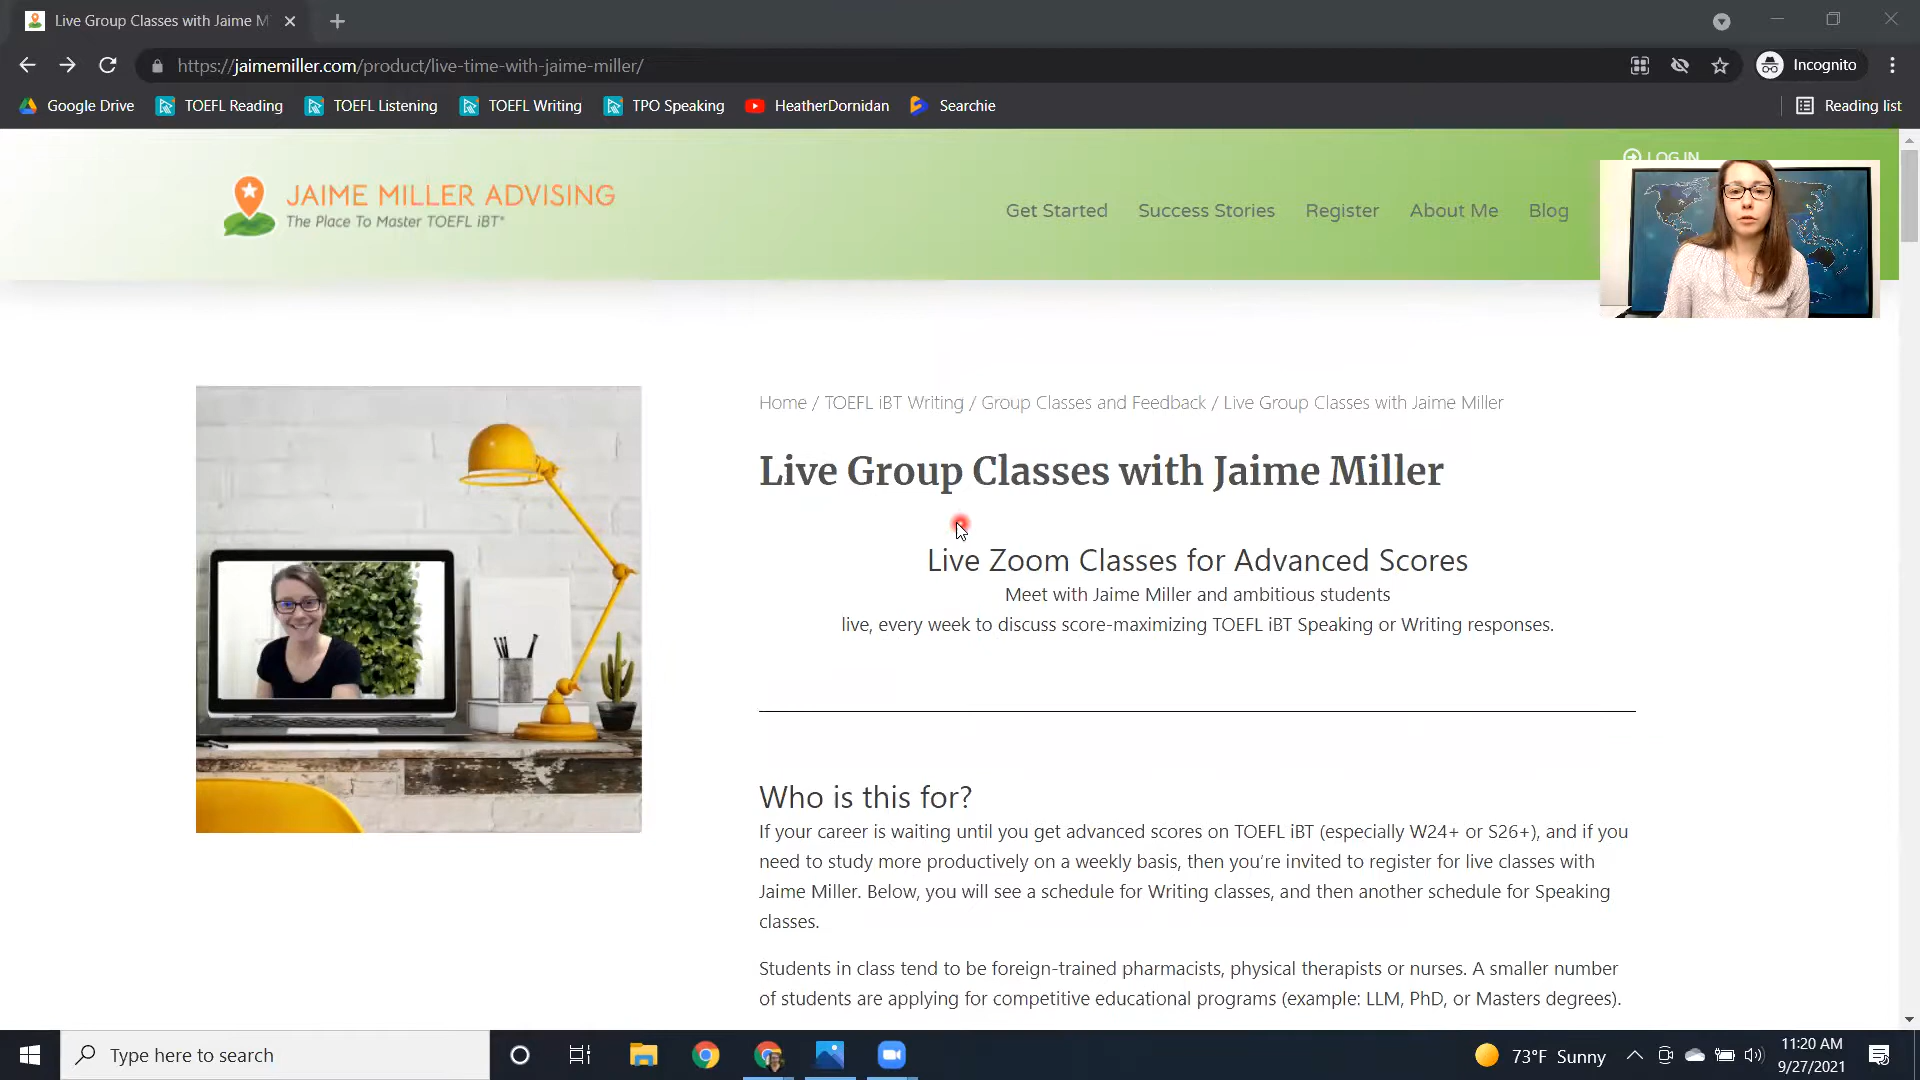 Live Group Classes with Jaime M
https://jaimemiller.com/product/live-time-with-jaime-miller/
Incognito
Google Drive
TOEFL Reading
TOEFL Listening
TOEFL Writing
TPO Speaking
HeatherDornidan
Searchie
Reading list
LOG IN
JAIME MILLER ADVISING
The Place To Master TOEFL iBT*
Get Started
Success Stories
Register
About Me
Blog
Home / TOEFL iBT Writing / Group Classes and Feedback / Live Group Classes with Jaime Miller
Live Group Classes with Jaime Miller
Live Zoom Classes for Advanced Scores
Meet with Jaime Miller and ambitious students
live, every week to discuss score-maximizing TOEFL iBT Speaking or Writing responses.
Who is this for?
If your career is waiting until you get advanced scores on TOEFL iBT (especially W24+ or S26+), and if you
need to study more productively on a weekly basis, then you're invited to register for live classes with
Jaime Miller. Below, you will see a schedule for Writing classes, and then another schedule for Speaking
classes.
Students in class tend to be foreign-trained pharmacists, physical therapists or nurses. A smaller number
of students are applying for competitive educational programs (example: LLM, PhD, or Masters degrees).
Type here to search
73°F Sunny
11:20 AM
9/27/2021